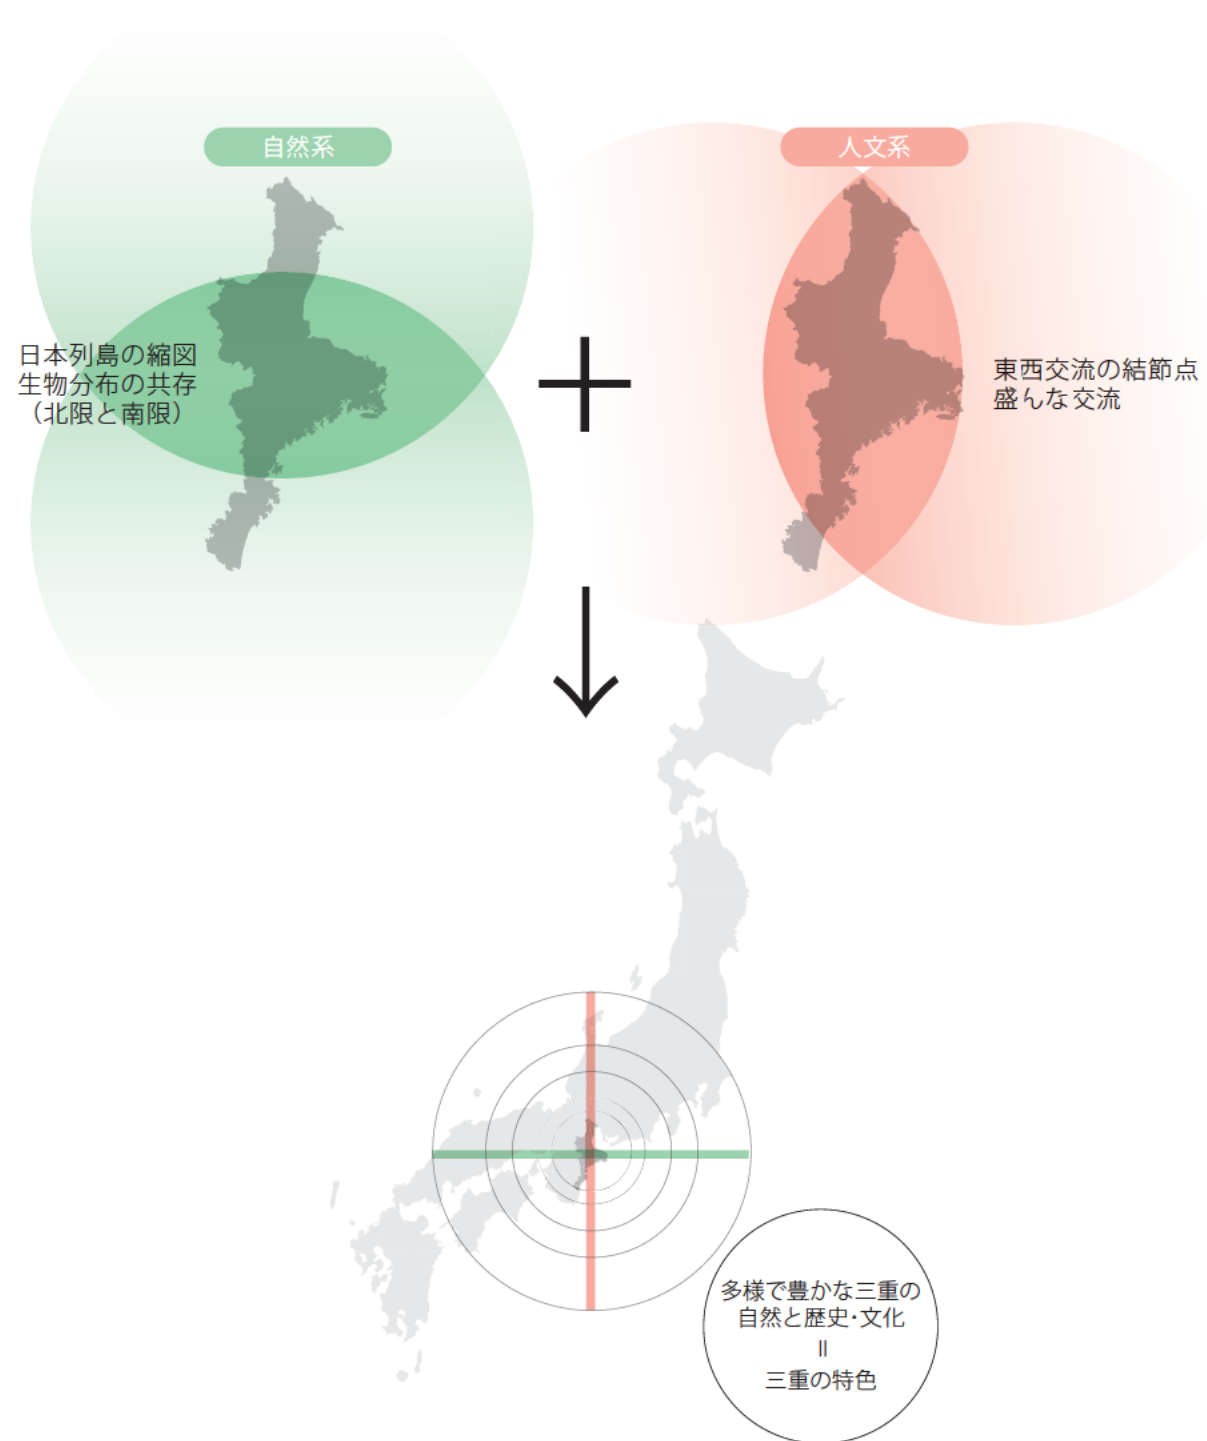 自然系
人文系
日本列島の縮図
生物分布の共存
（北限と南限）
東西交流の結節点
盛んな交流
多様で豊かな三重の
自然と歴史･文化
＝
三重の特色